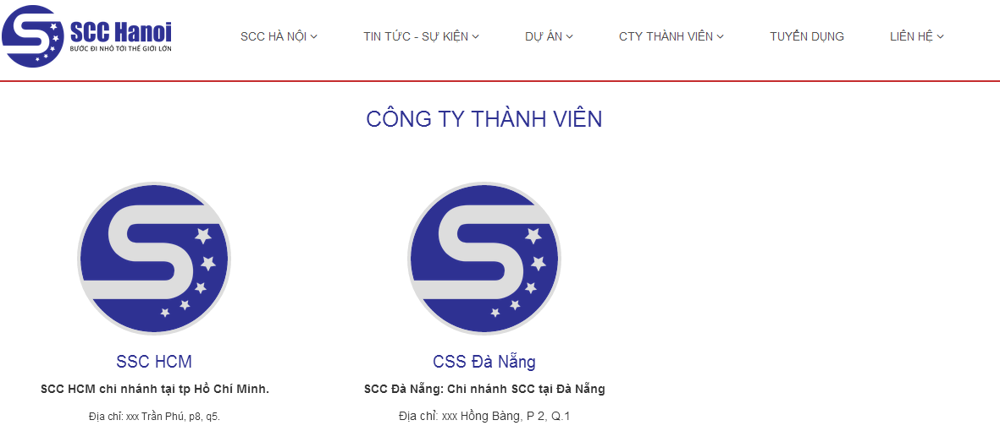 SCC Hanoi
BƯỚC ĐI NHỎ TỚI THẾ GIỚI LỚN
SCC HÀ NỘI
TIN TỨC - SỰ KIỆN
DỰ ÁN
CTY THÀNH VIÊN
TUYỂN DỤNG
LIÊN HỆ
CÔNG TY THÀNH VIÊN
SSC HCM
SCC HCM chi nhánh tại tp Hồ Chí Minh.
Địa chỉ: xxx Trần Phú, p8, q5.
CSS Đà Nẵng
SCC Đà Nẵng: Chi nhánh SCC tại Đà Nẵng
Địa chỉ: xxx Hồng Bàng, P 2, Q.1